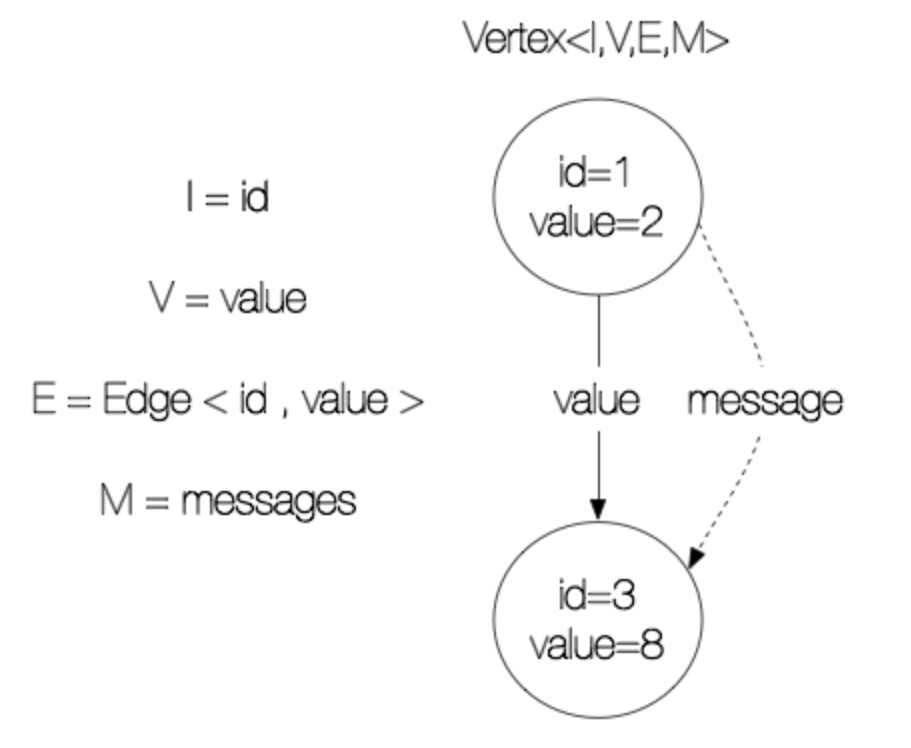 Vertex<I,V,E,M>
id=1
value=2
I = id
V = value
E = Edge < id , value >
value
message
M = messages
id=3
value=8